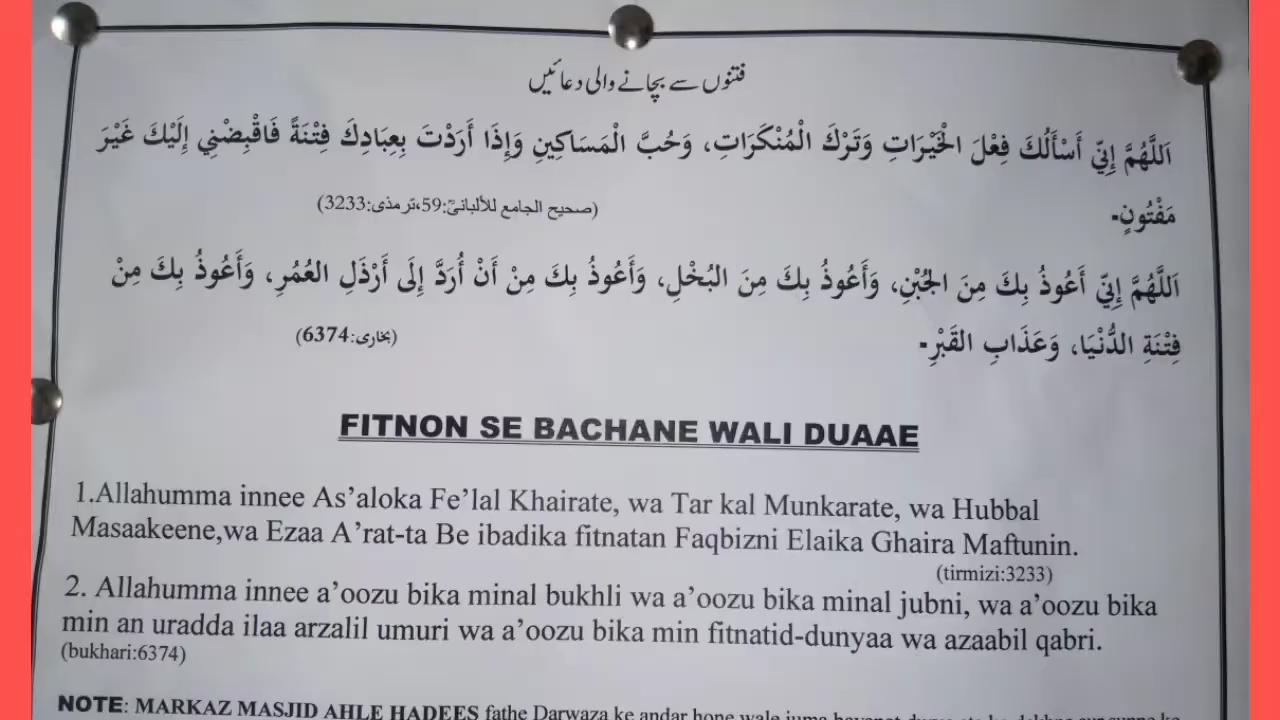 فتنوں سے بچانے والی دعائیں
اَللَّهُمَّ إِنِّي أَسْأَلُكَ فِعْلَ الْخَيْرَاتِ وَتَرْكَ الْمُنْكَرَاتِ، وَحُبَّ الْمَسَاكِينِ وَإِذَا أَرَدْتَ بِعِبَادِكَ فِتْنَةً فَاقْبِضْنِي إِلَيْكَ غَيْرَ
مَفْتُونٍ۔ (صحيح الجامع للألبانیؒ:59،ترمذی:3233)
اَللَّهُمَّ إِنِّي أَعُوذُ بِكَ مِنَ الجُبْنِ، وَأَعُوذُ بِكَ مِنَ البُخْلِ، وَأَعُوذُ بِكَ مِنْ أَنْ أُرَدَّ إِلَى أَرْذَلِ العُمُرِ، وَأَعُوذُ بِكَ مِنْ
فِتْنَةِ الدُّنْيَا، وَعَذَابِ القَبْرِ۔ (بخاری:6374)
FITNON SE BACHANE WALI DUAAE
1.Allahumma innee As’aloka Fe’lal Khairate, wa Tar kal Munkarate, wa Hubbal
Masaakeene,wa Ezaa A’rat-ta Be ibadika fitnatan Faqbizni Elaika Ghaira Maftunin.
(tirmizi:3233)
2. Allahumma innee a’oozu bika minal bukhli wa a’oozu bika minal jubni, wa a’oozu bika
min an uradda ilaa arzalil umuri wa a’oozu bika min fitnatid-dunyaa wa azaabil qabri.
(bukhari:6374)
NOTE: MARKAZ MASJID AHLE HADEES fathe Darwaza ke andar hone wale juma